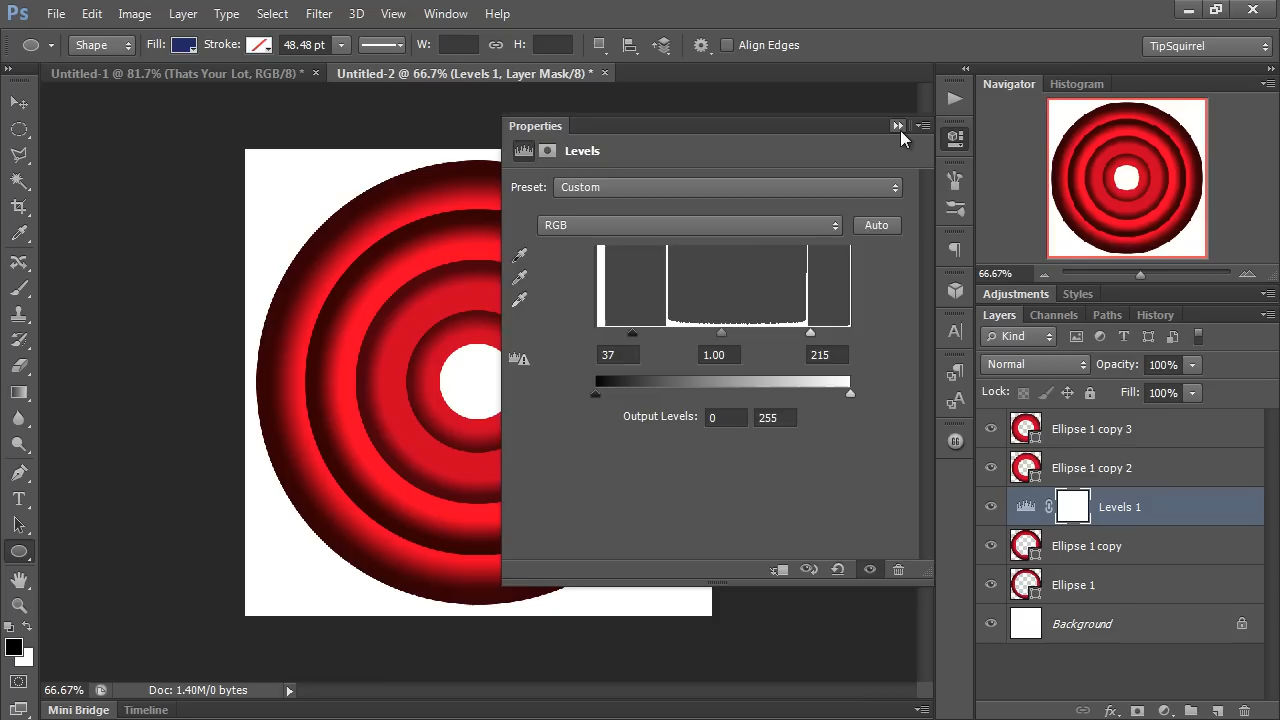 Ps File Edit Image Layer Type Select Filter 3D View Window Help
Shape Fill: Stroke: 48.48 pt W: H: Align Edges TipSquirrel
Untitled-1 @ 81.7% (Thats Your Lot, RGB/8) * × Untitled-2 @ 66.7% (Levels 1, Layer Mask/8) * ×
Navigator Histogram
Properties
Levels
Preset: Custom
RGB Auto
37 1.00 215
Output Levels: 0 255
66.67%
Adjustments Styles
Layers Channels Paths History
Kind
Normal Opacity: 100%
Lock: Fill: 100%
Ellipse 1 copy 3
Ellipse 1 copy 2
Levels 1
Ellipse 1 copy
Ellipse 1
Background
66.67% Doc: 1.40M/0 bytes
Mini Bridge Timeline